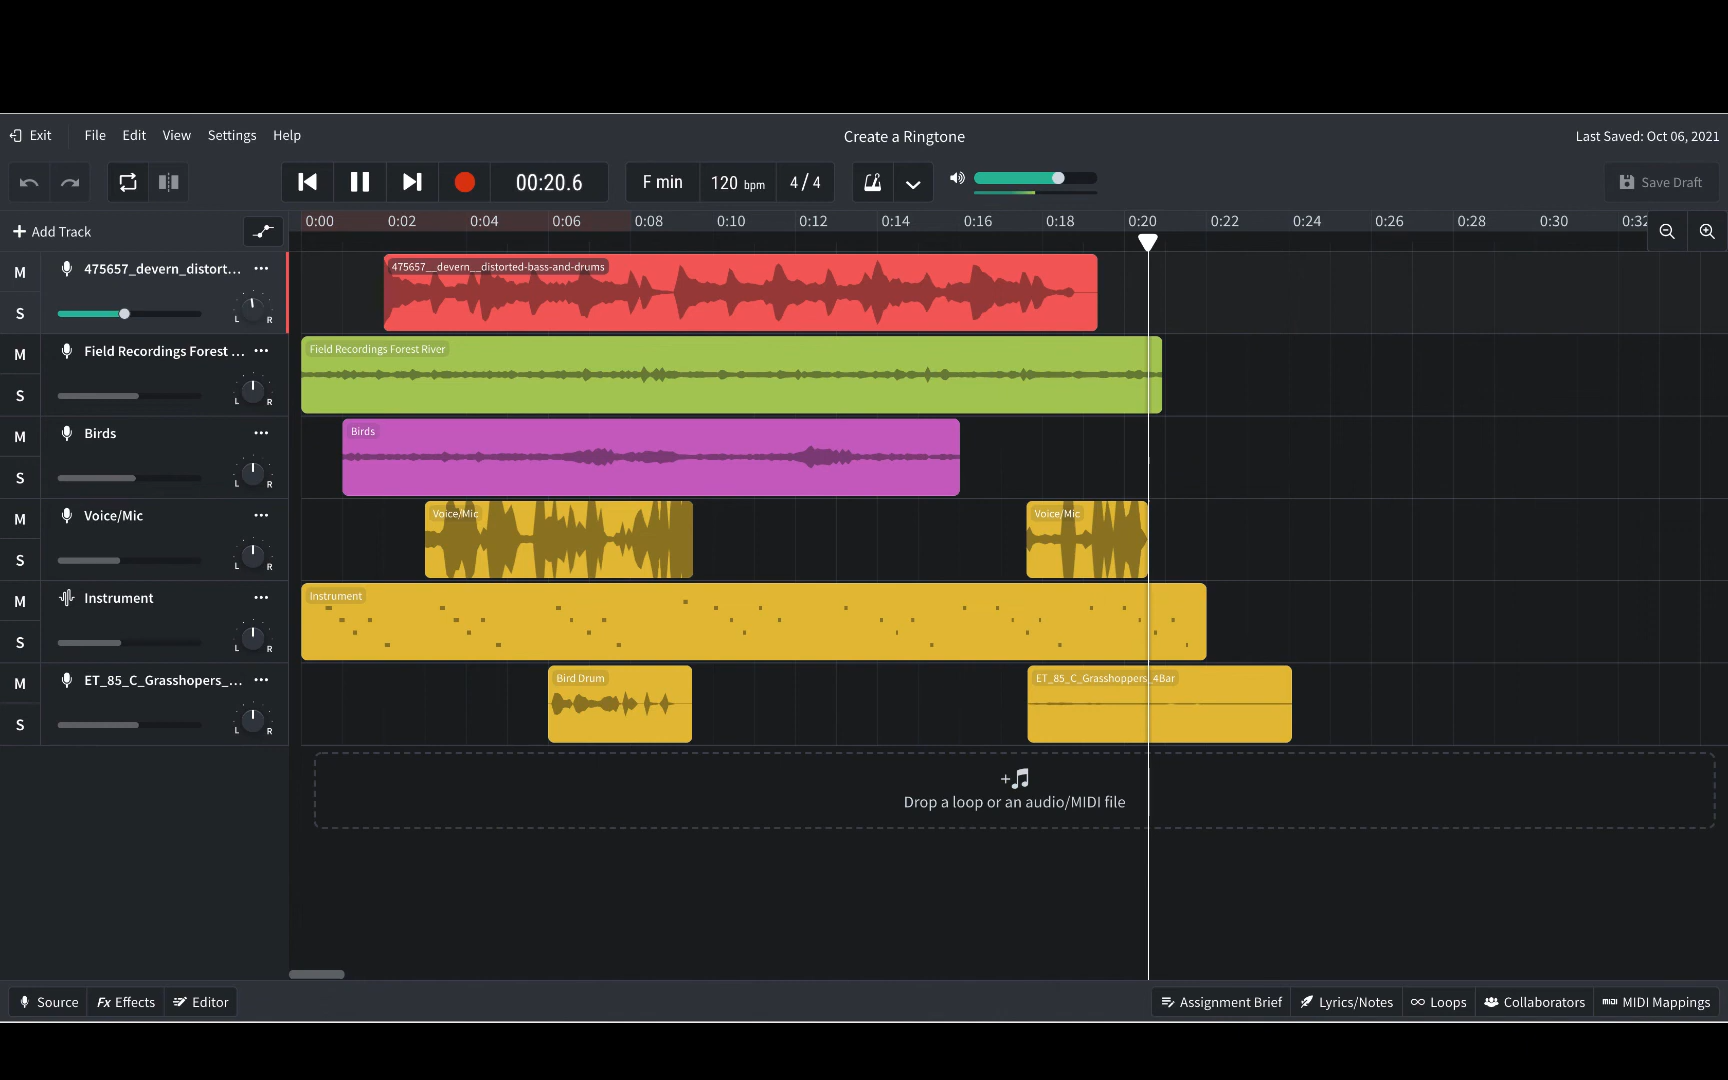 Exit File Edit View Settings Help Create a Ringtone Last Saved: Oct 06, 2021
00:20.6 F min 120 bpm 4 / 4 Save Draft
Add Track 0:00 0:02 0:04 0:06 0:08 0:10 0:12 0:14 0:16 0:18 0:20 0:22 0:24 0:26 0:28 0:30 0:32
M 475657_devern_distort... 475657__devern__distorted-bass-and-drums
S L R
M Field Recordings Forest ... Field Recordings Forest River
S L R
M Birds Birds
S L R
M Voice/Mic Voice/Mic Voice/Mic
S L R
M Instrument Instrument
S L R
M ET_85_C_Grasshopers_... Bird Drum ET_85_C_Grasshoppers_4Bar
S L R
Drop a loop or an audio/MIDI file
Source Fx Effects Editor Assignment Brief Lyrics/Notes Loops Collaborators MIDI MIDI Mappings